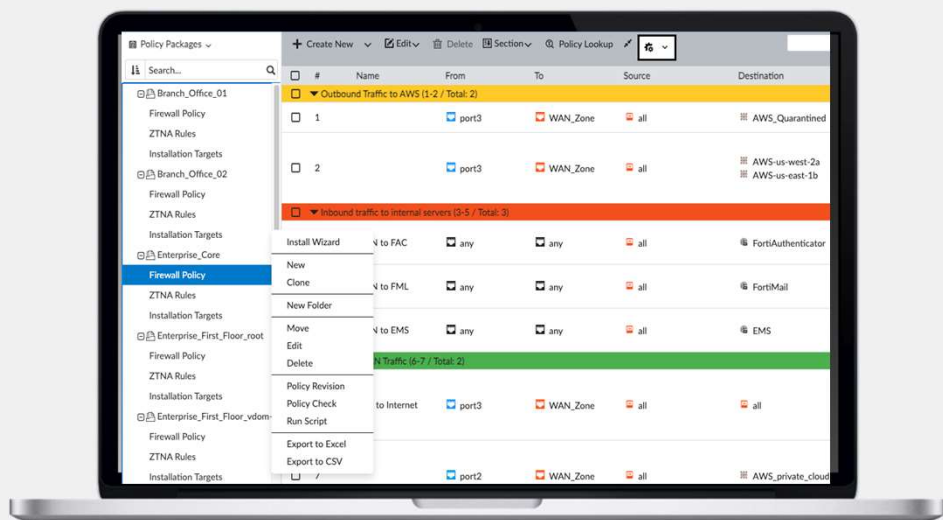 Policy Packages
Create New Edit Delete Section Policy Lookup
Search...
# Name From To Source Destination
Branch_Office_01
Firewall Policy
ZTNA Rules
Installation Targets
Branch_Office_02
Firewall Policy
ZTNA Rules
Installation Targets
Enterprise_Core
Firewall Policy
ZTNA Rules
Installation Targets
Enterprise_First_Floor_root
Firewall Policy
ZTNA Rules
Installation Targets
Enterprise_First_Floor_vdom-
Firewall Policy
ZTNA Rules
Installation Targets
Install Wizard
New
Clone
New Folder
Move
Edit
Delete
Policy Revision
Policy Check
Run Script
Export to Excel
Export to CSV
Outbound Traffic to AWS (1-2 / Total: 2)
1 port3 WAN_Zone all AWS_Quarantined
2 port3 WAN_Zone all AWS-us-west-2a
AWS-us-east-1b
Inbound traffic to internal servers (3-5 / Total: 3)
N to FAC any any all FortiAuthenticator
N to FML any any all FortiMail
N to EMS any any all EMS
N Traffic (6-7 / Total: 2)
to Internet port3 WAN_Zone all all
7 port2 WAN_Zone all AWS_private_cloud